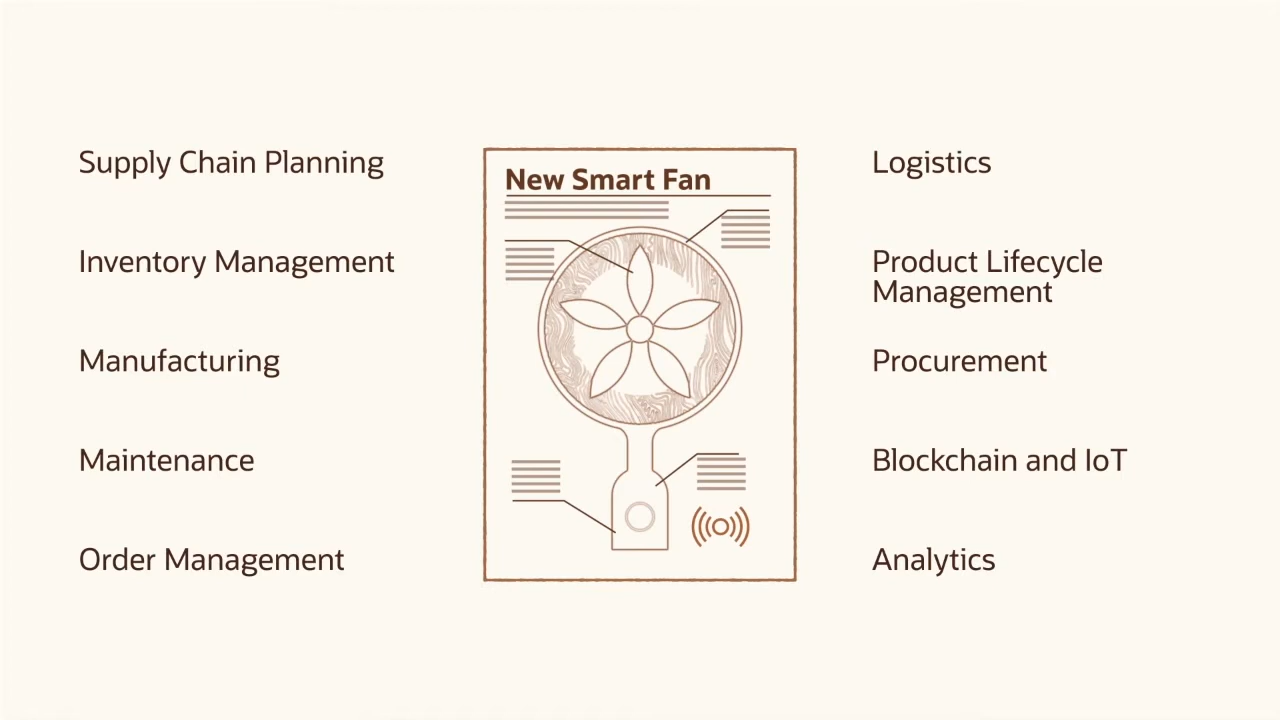 Supply Chain Planning
Inventory Management
Manufacturing
Maintenance
Order Management
New Smart Fan
Logistics
Product Lifecycle
Management
Procurement
Blockchain and IoT
Analytics